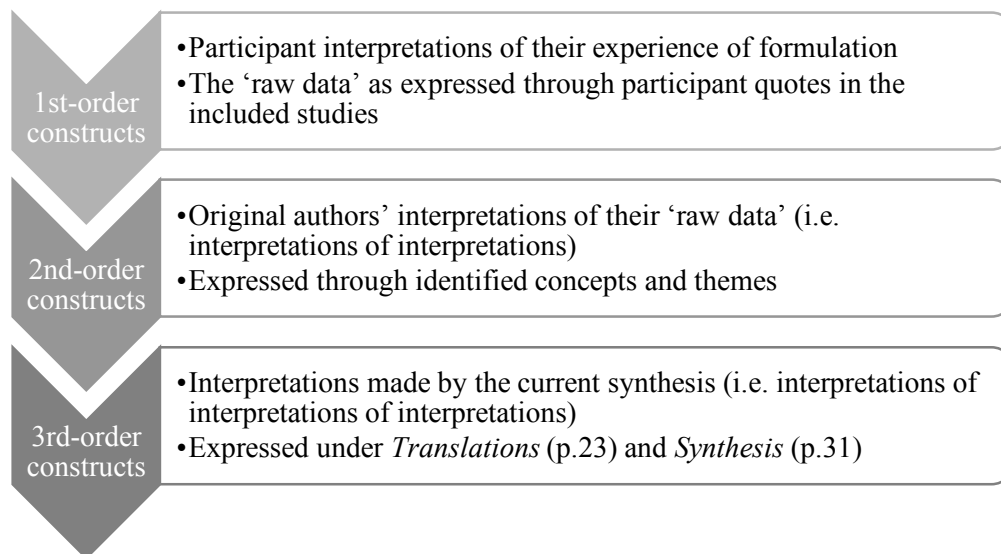 1st-order
constructs
•Participant interpretations of their experience of formulation
•The ‘raw data’ as expressed through participant quotes in the
included studies
2nd-order
constructs
•Original authors’ interpretations of their ‘raw data’ (i.e.
interpretations of interpretations)
•Expressed through identified concepts and themes
3rd-order
constructs
•Interpretations made by the current synthesis (i.e. interpretations of
interpretations of interpretations)
•Expressed under Translations (p.23) and Synthesis (p.31)